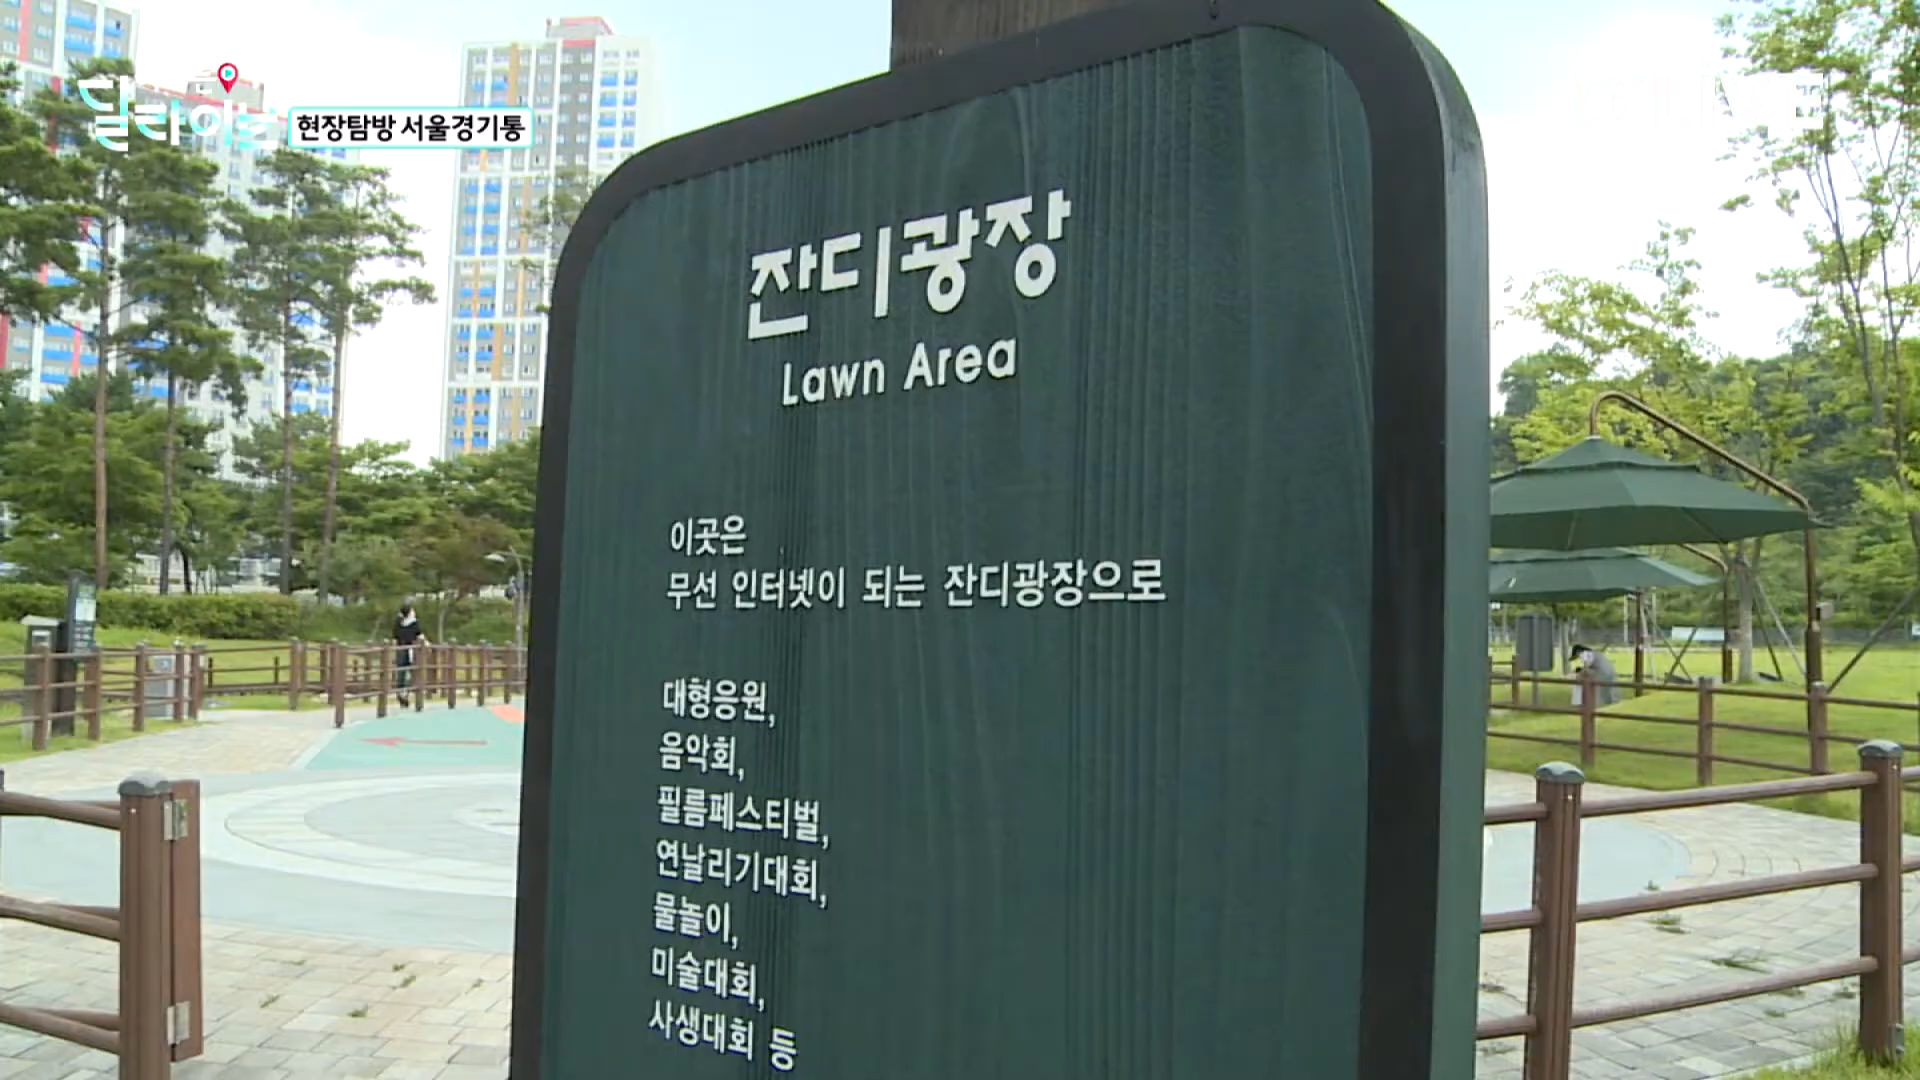 딜라이브
현장탐방 서울경기통
잔디광장
Lawn Area
이곳은
무선 인터넷이 되는 잔디광장으로
대형응원,
음악회,
필름페스티벌,
연날리기대회,
물놀이,
미술대회,
사생대회 등